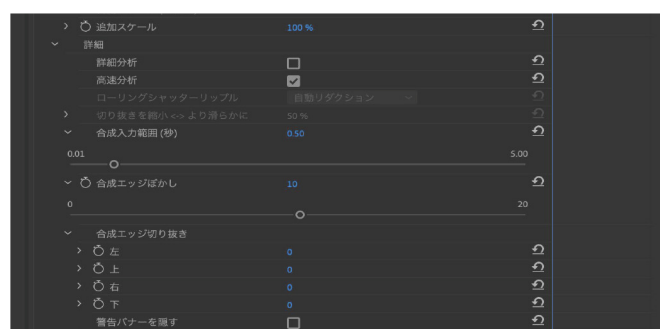 追加スケール 100 %
詳細
詳細分析
高速分析
ローリングシャッターリップル 自動リダクション
切り抜きを縮小 <-> より滑らかに 50 %
合成入力範囲 (秒) 0.50
0.01 5.00
合成エッジぼかし 10
0 20
合成エッジ切り抜き
左 0
上 0
右 0
下 0
警告バナーを隠す